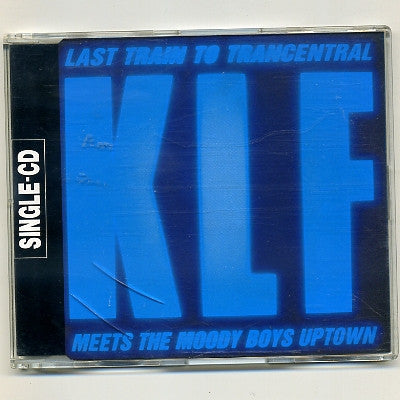 LAST TRAIN TO TRANCENTRAL
KLF
MEETS THE MOODY BOYS UPTOWN
SINGLE-CD